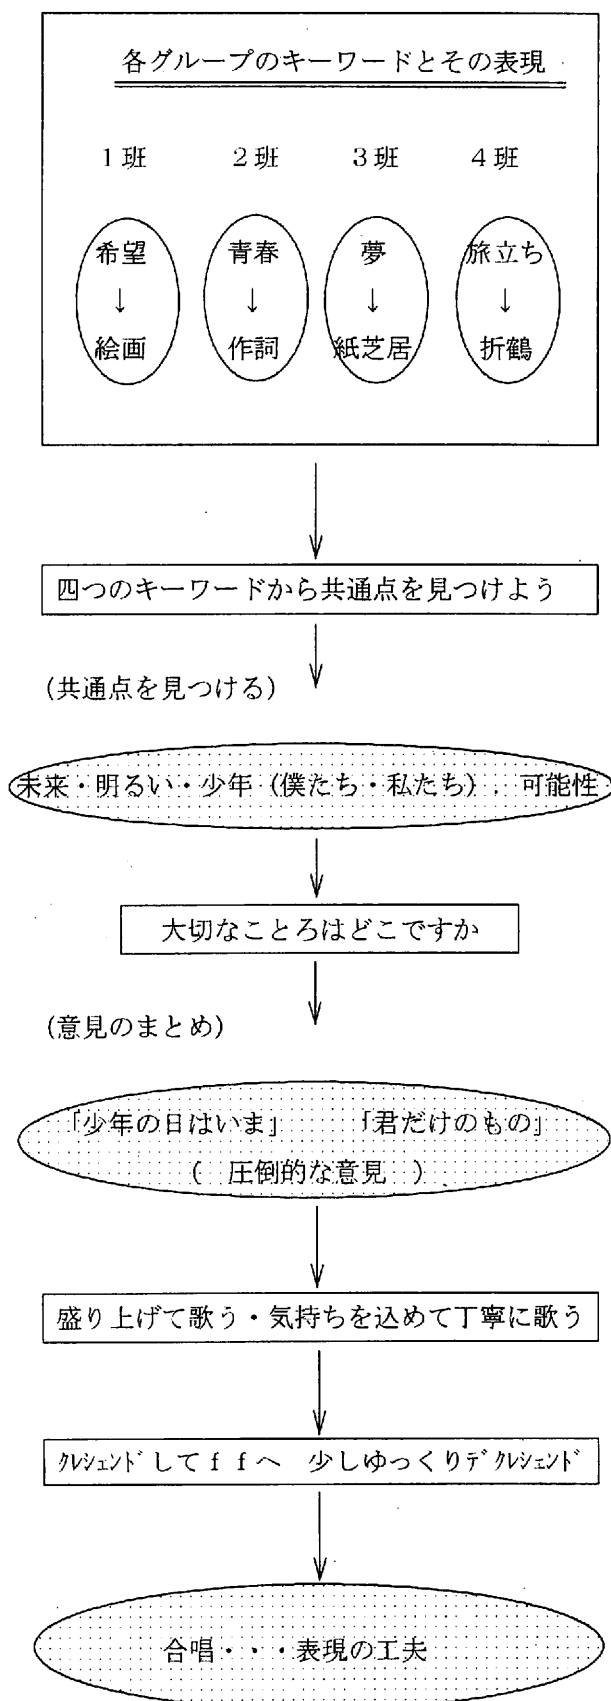 各グループのキーワードとその表現
1班 2班 3班 4班
希望 青春 夢 旅立ち
↓ ↓ ↓ ↓
絵画 作詞 紙芝居 折鶴
四つのキーワードから共通点を見つけよう
(共通点を見つける)
未来・明るい・少年(僕たち・私たち)．可能性
大切なことろはどこですか
(意見のまとめ)
「少年の日はいま」 「君だけのもの」
( 圧倒的な意見 )
盛り上げて歌う・気持ちを込めて丁寧に歌う
ｸﾚｼｪﾝﾄﾞしてｆｆへ 少しゆっくりﾃﾞｸﾚｼｪﾝﾄﾞ
合唱・・・表現の工夫